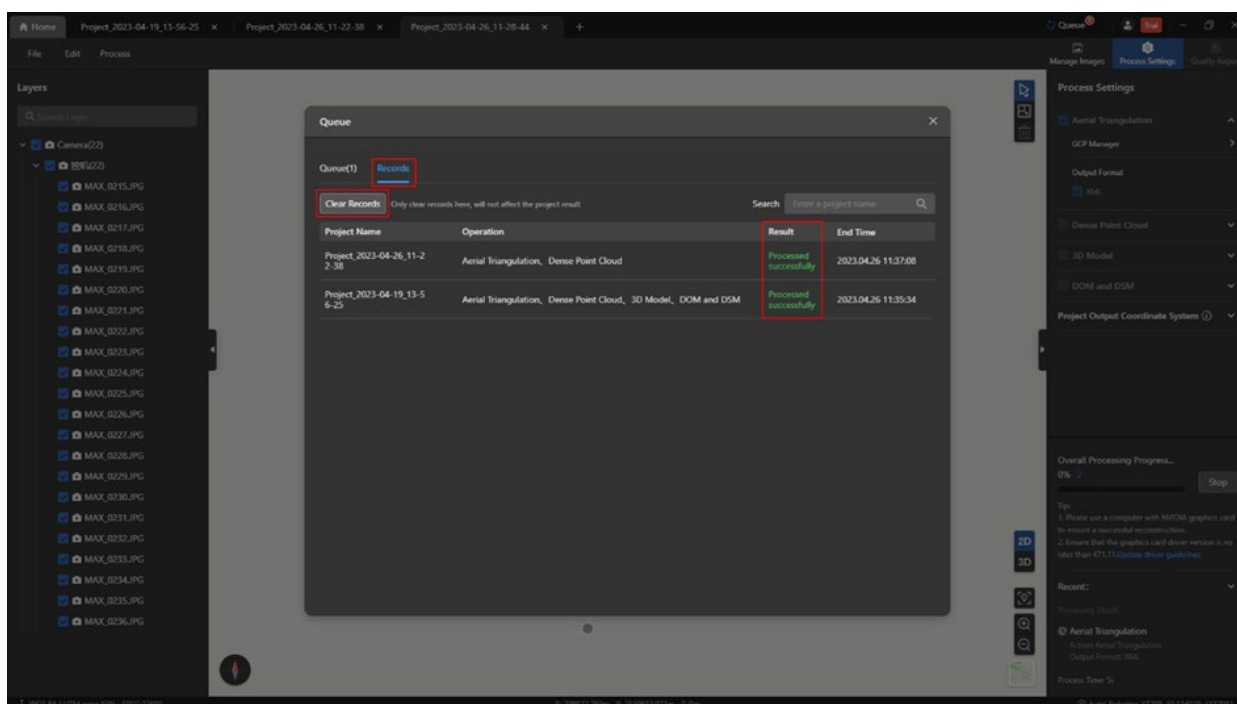 Home
Project_2023-04-19_13-56-25
Project_2023-04-26_11-22-38
Project_2023-04-26_11-28-44
Queue
Trial
File Edit Process
Manage Images
Process Settings
Quality Report
Layers
Search Layer
Camera(22)
MAX_0215.JPG
MAX_0216.JPG
MAX_0217.JPG
MAX_0218.JPG
MAX_0219.JPG
MAX_0220.JPG
MAX_0221.JPG
MAX_0222.JPG
MAX_0223.JPG
MAX_0224.JPG
MAX_0225.JPG
MAX_0226.JPG
MAX_0227.JPG
MAX_0228.JPG
MAX_0229.JPG
MAX_0230.JPG
MAX_0231.JPG
MAX_0232.JPG
MAX_0233.JPG
MAX_0234.JPG
MAX_0235.JPG
MAX_0236.JPG
Queue
Queue(1) Records
Clear Records Only clear records here, will not affect the project result
Search Enter a project name
Project Name Operation Result End Time
Project_2023-04-26_11-2
2-38
Aerial Triangulation、Dense Point Cloud
Processed
successfully
2023.04.26 11:37:08
Project_2023-04-19_13-5
6-25
Aerial Triangulation、Dense Point Cloud、3D Model、DOM and DSM
Processed
successfully
2023.04.26 11:35:34
2D
3D
Process Settings
Aerial Triangulation
GCP Manager
Output Format
XML
Dense Point Cloud
3D Model
DOM and DSM
Project Output Coordinate System
Overall Processing Progress...
0%
Stop
Tip:
1. Please use a computer with NVIDIA graphics card
to ensure a successful reconstruction.
2. Ensure that the graphics card driver version is no
later than 471.11.Update driver guidelines
Recent:
Processing Details
Aerial Triangulation
Action: Aerial Triangulation
Output Format: XML
Process Time: 5s